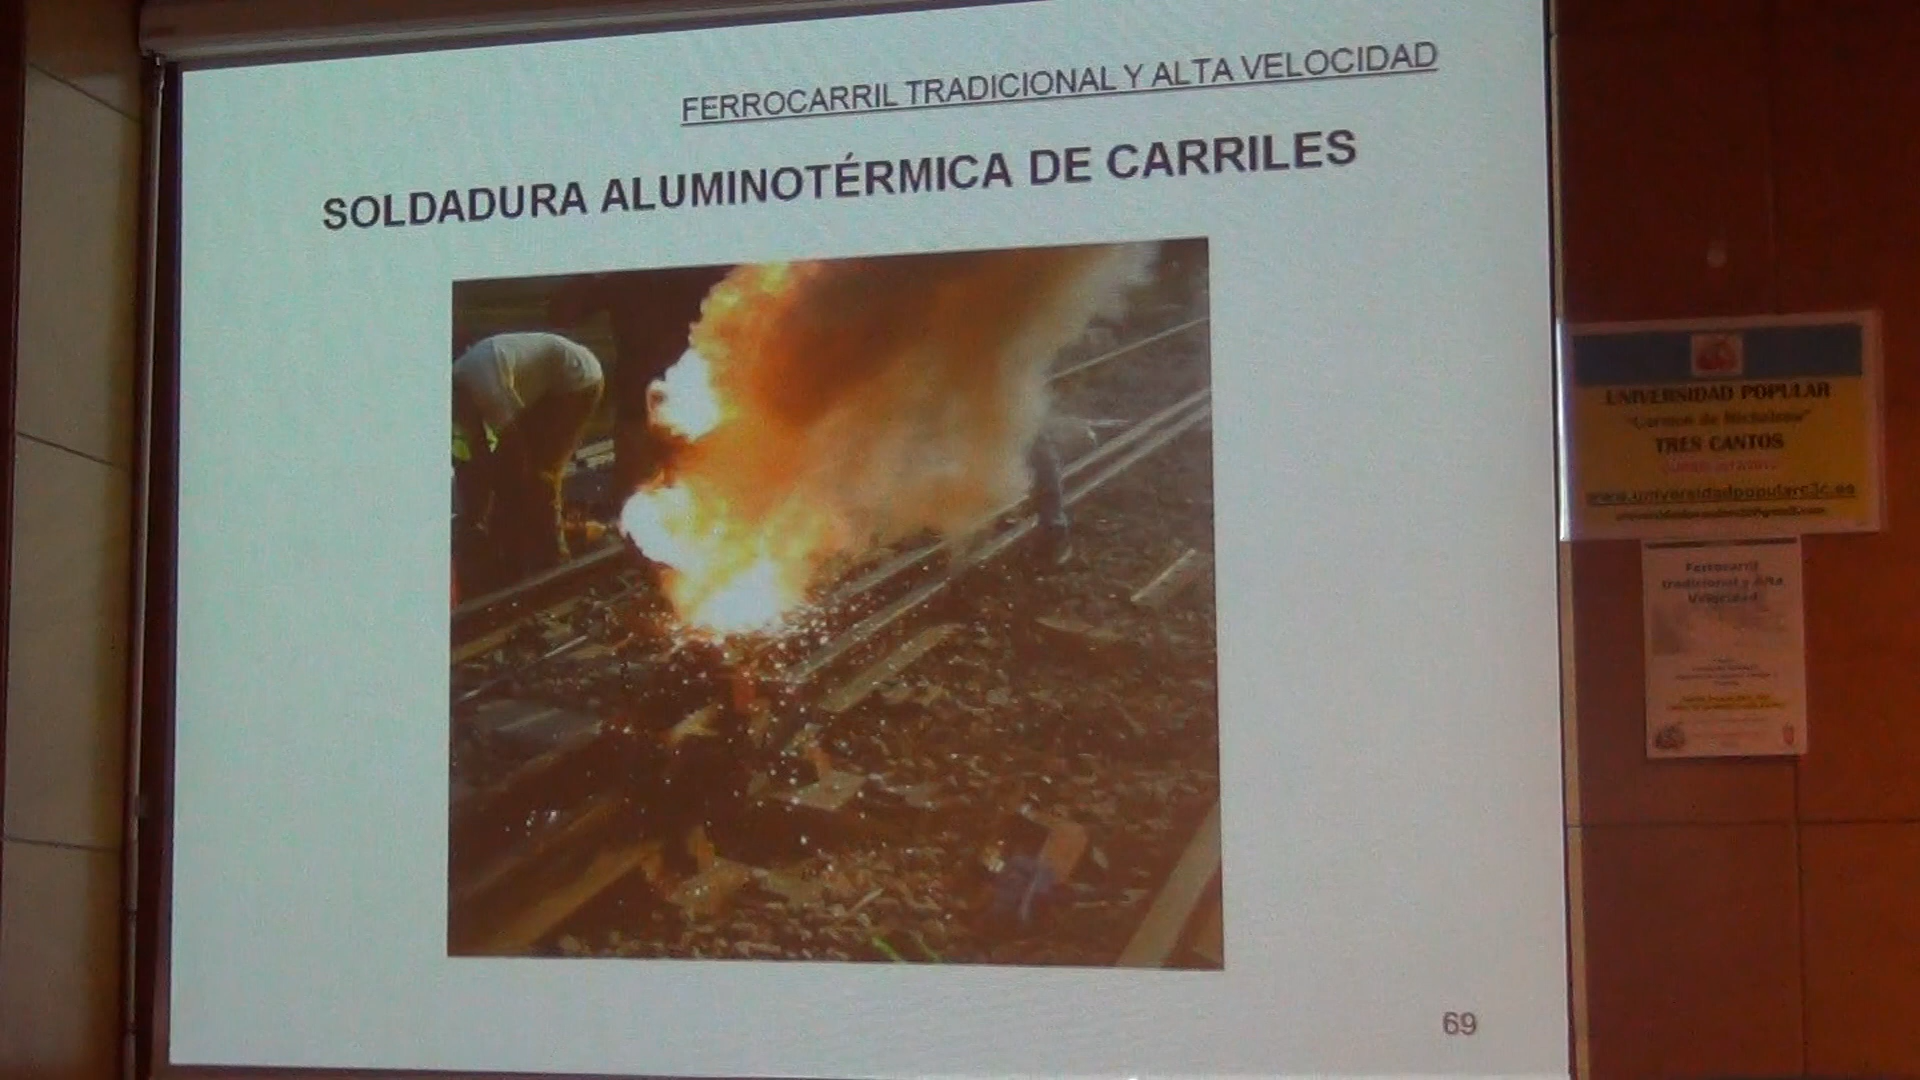 FERROCARRIL TRADICIONAL Y ALTA VELOCIDAD
SOLDADURA ALUMINOTÉRMICA DE CARRILES
69
UNIVERSIDAD POPULAR
TRES CANTOS
www.universidadpopularc3c.es
Ferrocarril
tradicional y Alta
Velocidad